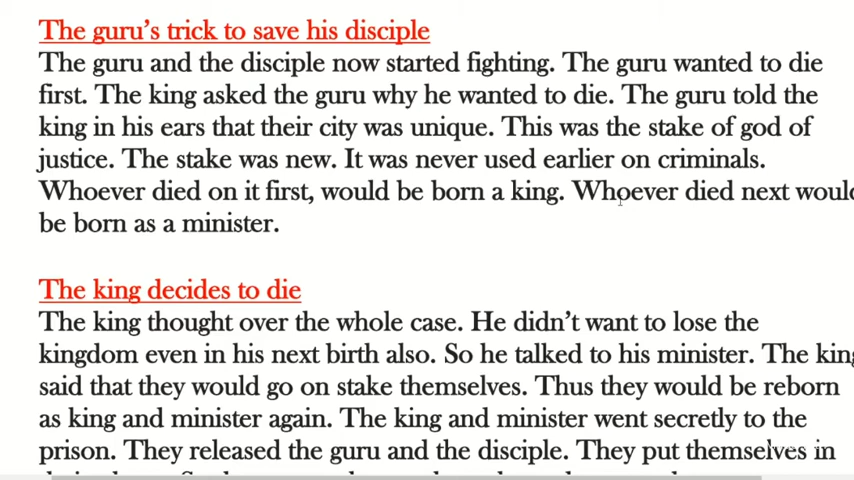 The guru's trick to save his disciple
The guru and the disciple now started fighting. The guru wanted to die
first. The king asked the guru why he wanted to die. The guru told the
king in his ears that their city was unique. This was the stake of god of
justice. The stake was new. It was never used earlier on criminals.
Whoever died on it first, would be born a king. Whoever died next would
be born as a minister.
The king decides to die
The king thought over the whole case. He didn't want to lose the
kingdom even in his next birth also. So he talked to his minister. The king
said that they would go on stake themselves. Thus they would be reborn
as king and minister again. The king and minister went secretly to the
prison. They released the guru and the disciple. They put themselves in